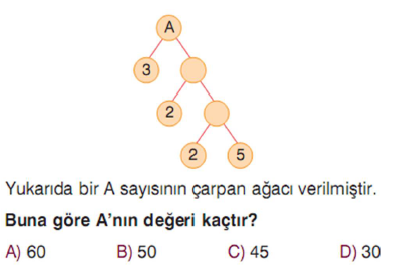 A
3
2
2 5
Yukarıda bir A sayısının çarpan ağacı verilmiştir.
Buna göre A'nın değeri kaçtır?
A) 60 B) 50 C) 45 D) 30